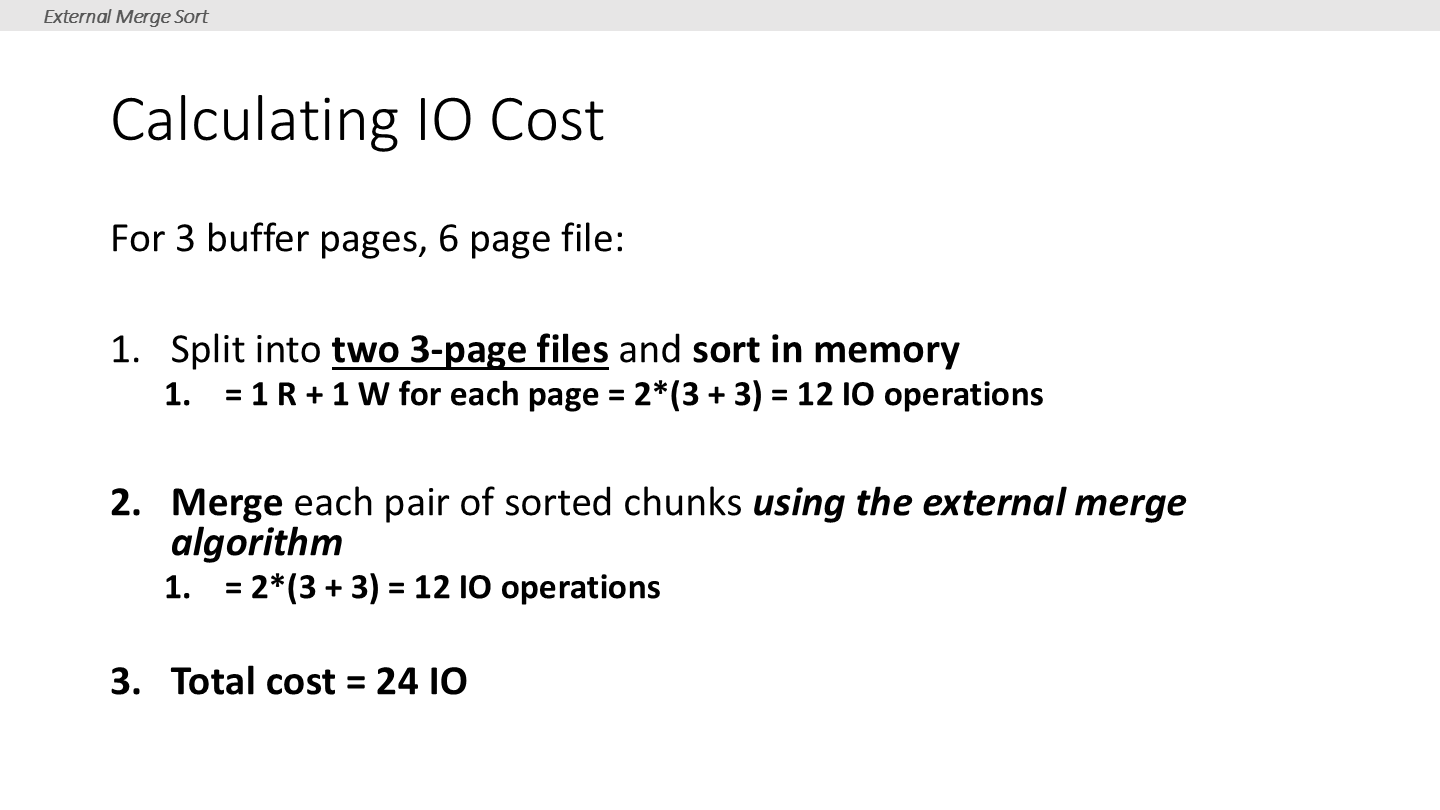 External Merge Sort
Calculating IO Cost
For 3 buffer pages, 6 page file:
1. Split into two 3-page files and sort in memory
1. = 1 R + 1 W for each page = 2*(3 + 3) = 12 IO operations
2. Merge each pair of sorted chunks using the external merge
algorithm
1. = 2*(3 + 3) = 12 IO operations
3. Total cost = 24 IO